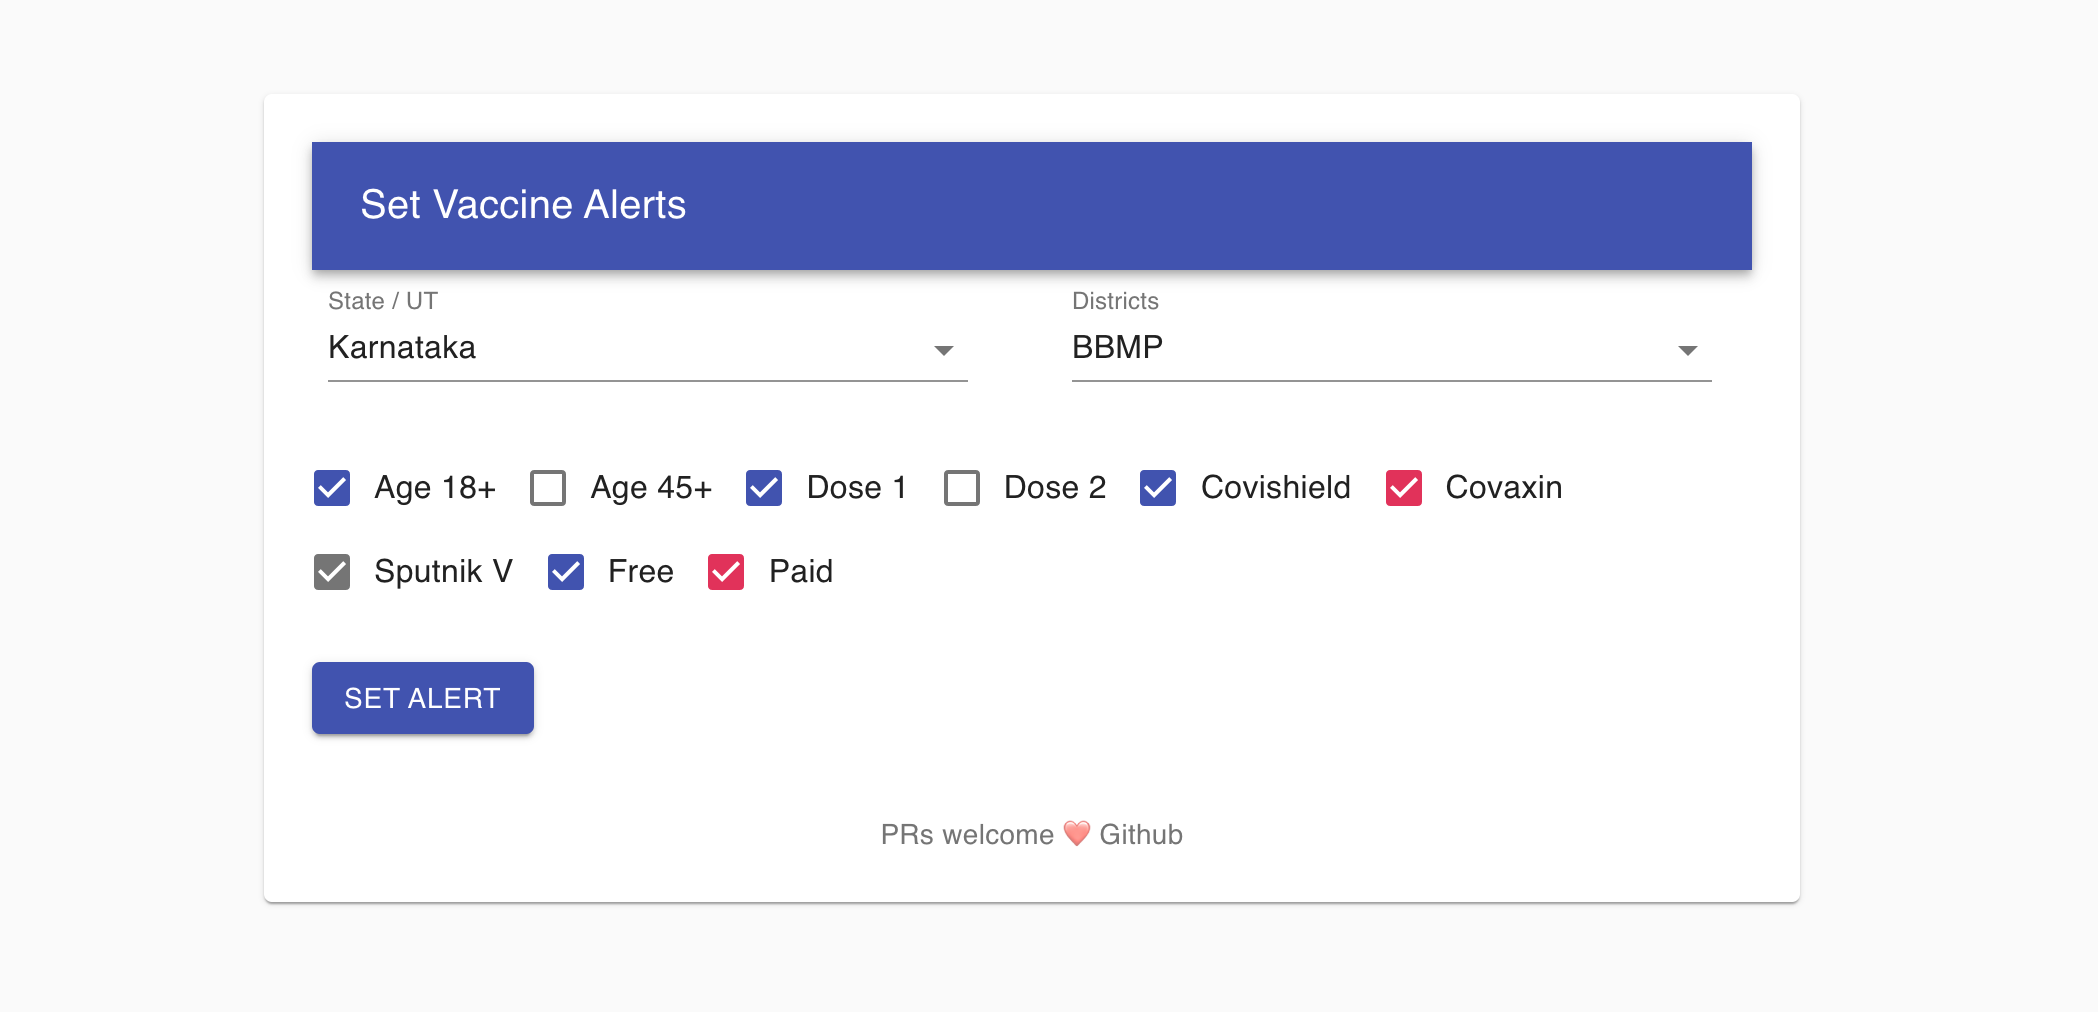 Set Vaccine Alerts
State / UT Districts
Karnataka BBMP
Age 18+ Age 45+ Dose 1 Dose 2 Covishield Covaxin
Sputnik V Free Paid
SET ALERT
PRs welcome ❤️ Github